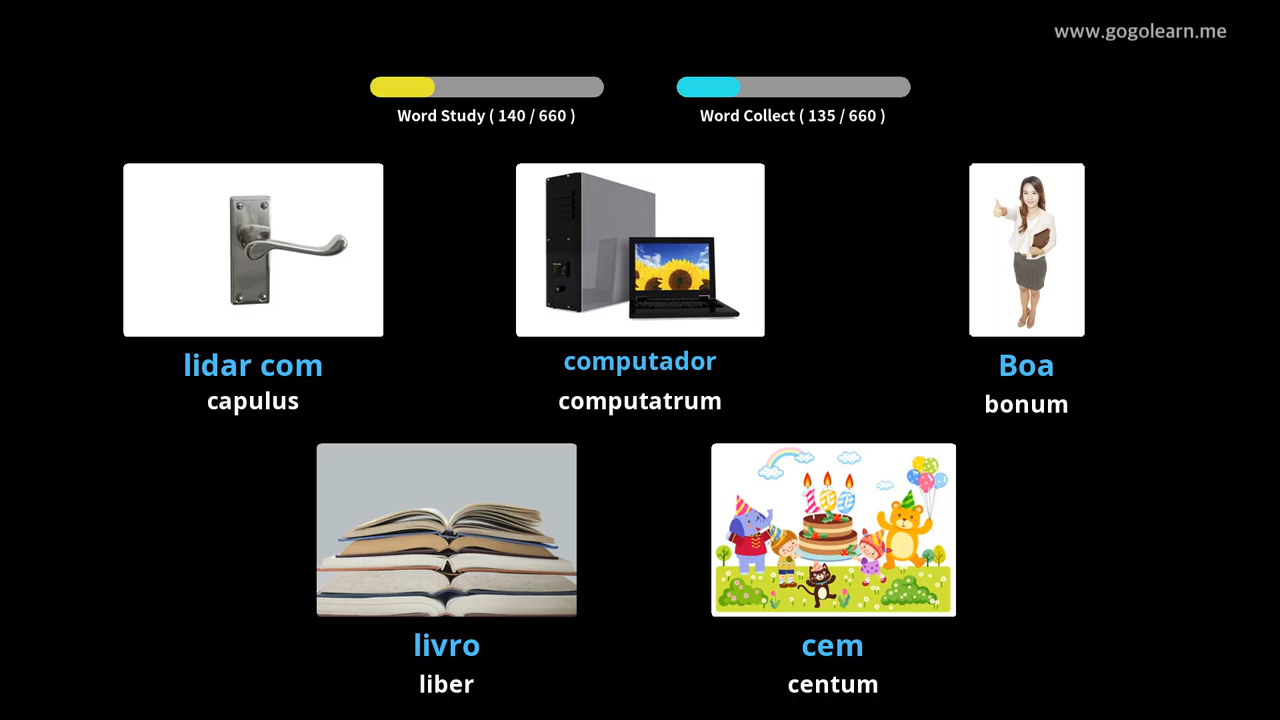 www.gogolearn.me
Word Study ( 140 / 660 )
Word Collect ( 135 / 660 )
lidar com
capulus
computador
computatrum
Boa
bonum
100
livro
liber
cem
centum